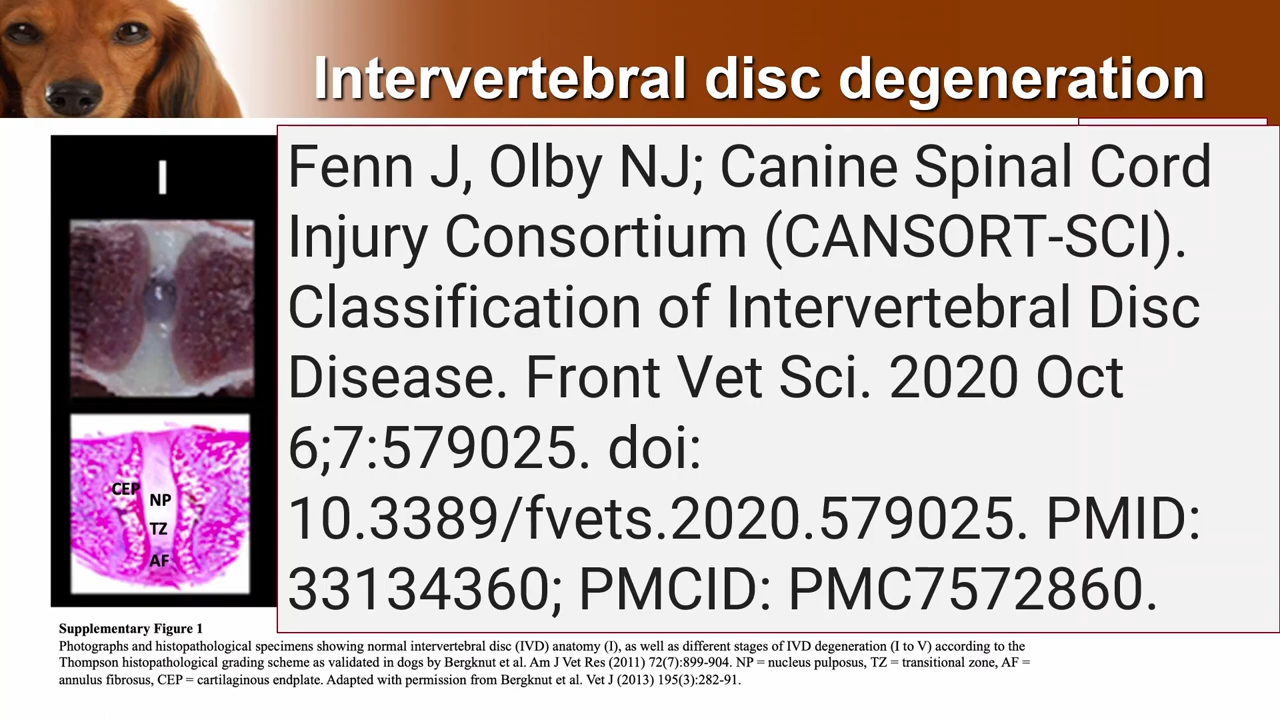 Intervertebral disc degeneration
I
CEP
NP
TZ
AF
Fenn J, Olby NJ; Canine Spinal Cord
Injury Consortium (CANSORT-SCI).
Classification of Intervertebral Disc
Disease. Front Vet Sci. 2020 Oct
6;7:579025. doi:
10.3389/fvets.2020.579025. PMID:
33134360; PMCID: PMC7572860.
Supplementary Figure 1
Photographs and histopathological specimens showing normal intervertebral disc (IVD) anatomy (I), as well as different stages of IVD degeneration (I to V) according to the
Thompson histopathological grading scheme as validated in dogs by Bergknut et al. Am J Vet Res (2011) 72(7):899-904. NP = nucleus pulposus, TZ = transitional zone, AF =
annulus fibrosus, CEP = cartilaginous endplate. Adapted with permission from Bergknut et al. Vet J (2013) 195(3):282-91.